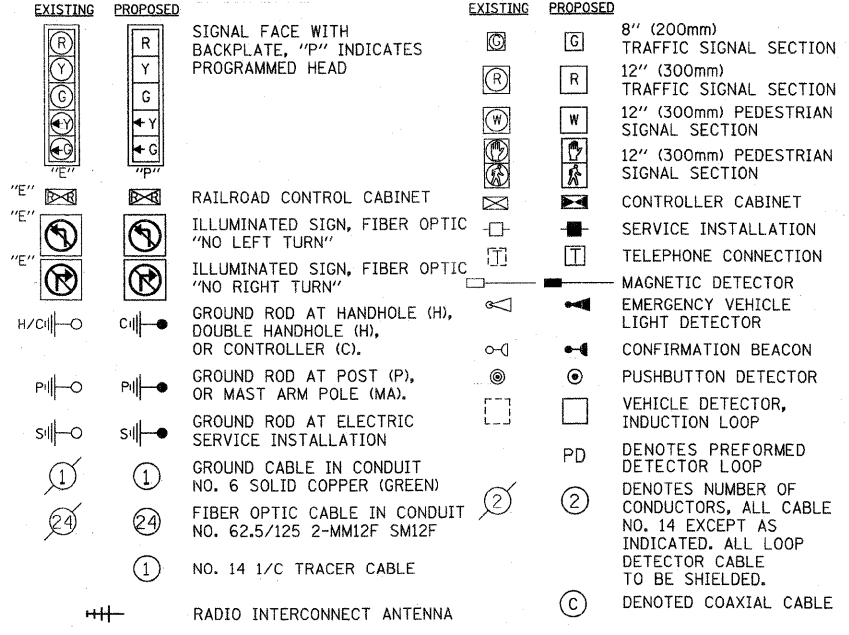 EXISTING PROPOSED
R R
Y Y
G G
Y Y
G G
"E" "P"
SIGNAL FACE WITH
BACKPLATE, "P" INDICATES
PROGRAMMED HEAD
"E"
RAILROAD CONTROL CABINET
"E"
ILLUMINATED SIGN, FIBER OPTIC
"NO LEFT TURN"
"E"
ILLUMINATED SIGN, FIBER OPTIC
"NO RIGHT TURN"
H/C C
GROUND ROD AT HANDHOLE (H),
DOUBLE HANDHOLE (H),
OR CONTROLLER (C).
P P
GROUND ROD AT POST (P),
OR MAST ARM POLE (MA).
S S
GROUND ROD AT ELECTRIC
SERVICE INSTALLATION
1 1
GROUND CABLE IN CONDUIT
NO. 6 SOLID COPPER (GREEN)
24 24
FIBER OPTIC CABLE IN CONDUIT
NO. 62.5/125 2-MM12F SM12F
1
NO. 14 1/C TRACER CABLE
RADIO INTERCONNECT ANTENNA
EXISTING PROPOSED
G G
8" (200mm)
TRAFFIC SIGNAL SECTION
R R
12" (300mm)
TRAFFIC SIGNAL SECTION
W W
12" (300mm) PEDESTRIAN
SIGNAL SECTION
12" (300mm) PEDESTRIAN
SIGNAL SECTION
CONTROLLER CABINET
SERVICE INSTALLATION
T T
TELEPHONE CONNECTION
MAGNETIC DETECTOR
EMERGENCY VEHICLE
LIGHT DETECTOR
CONFIRMATION BEACON
PUSHBUTTON DETECTOR
VEHICLE DETECTOR,
INDUCTION LOOP
PD
DENOTES PREFORMED
DETECTOR LOOP
2 2
DENOTES NUMBER OF
CONDUCTORS, ALL CABLE
NO. 14 EXCEPT AS
INDICATED. ALL LOOP
DETECTOR CABLE
TO BE SHIELDED.
C
DENOTED COAXIAL CABLE